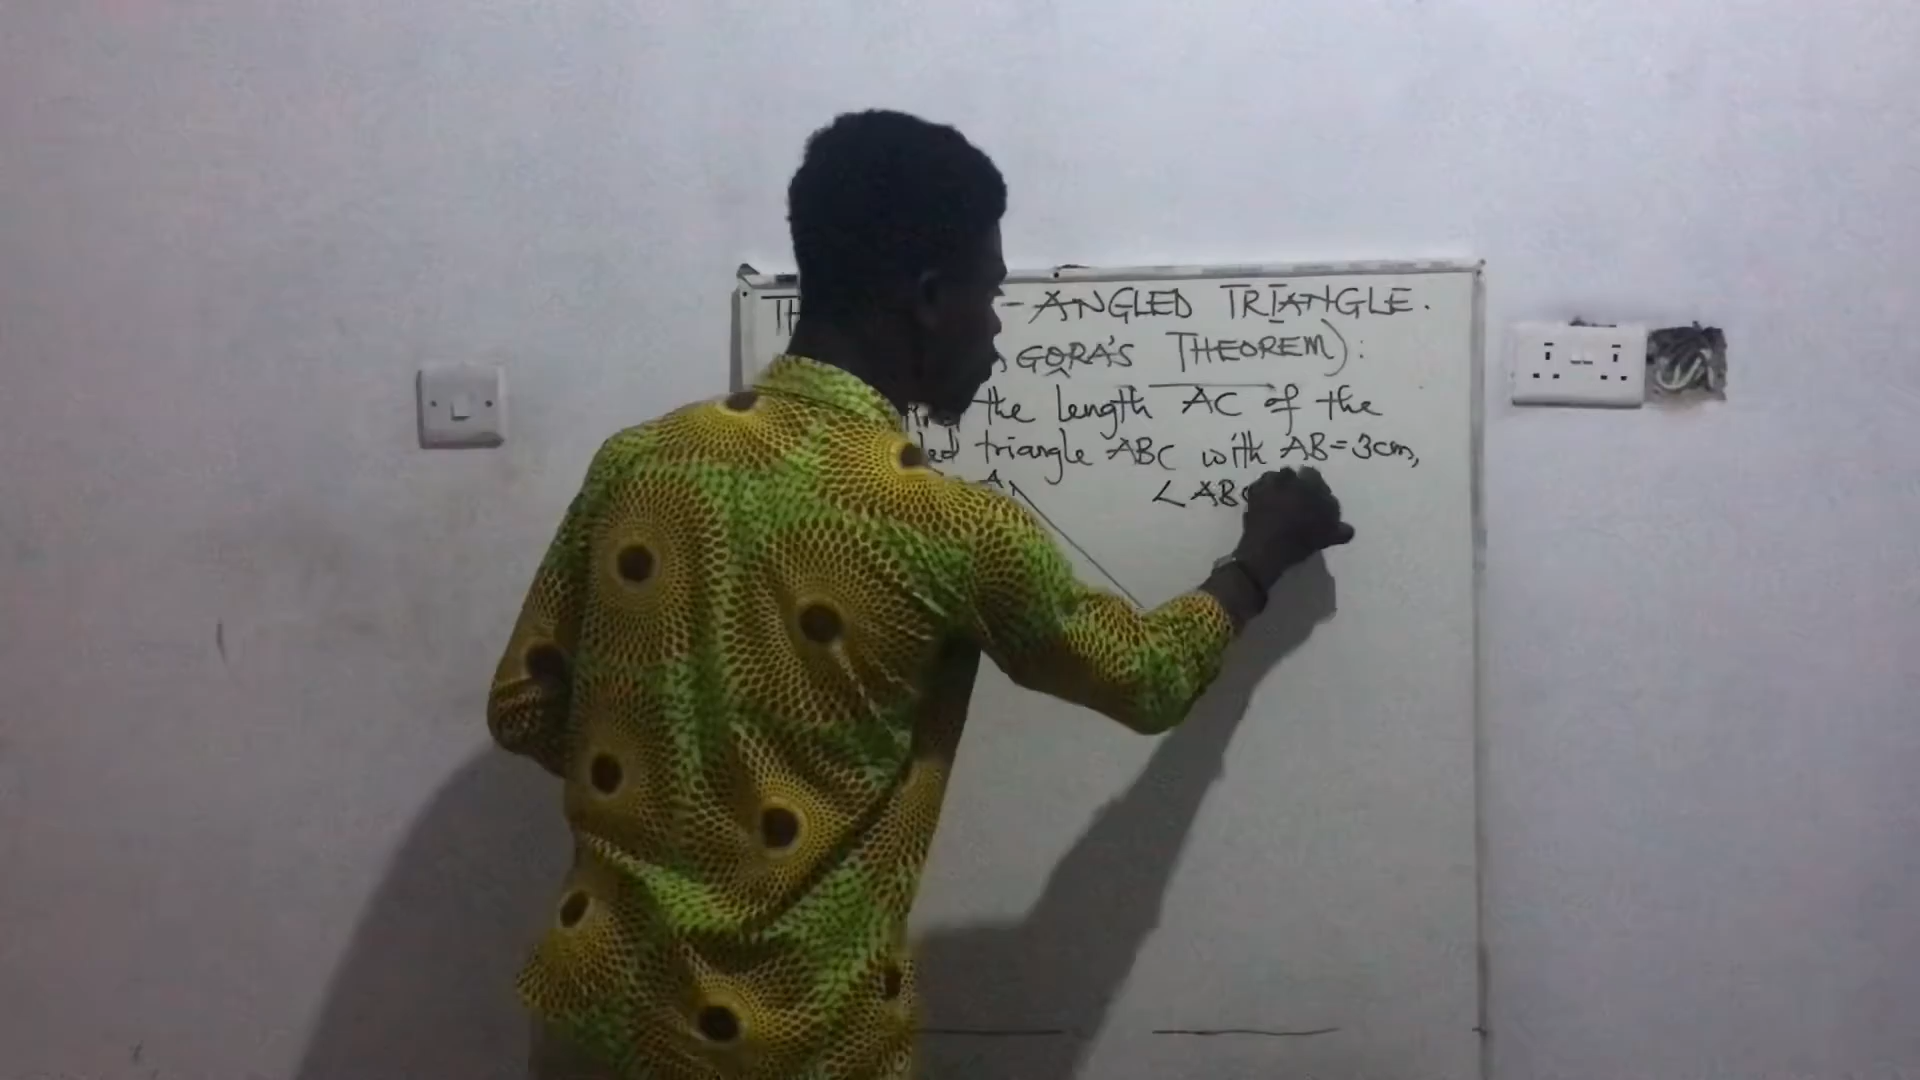 TH - ANGLED TRIANGLE.
GORA'S THEOREM):
the length AC of the
led triangle ABC with AB=3cm,
A
∠ABC